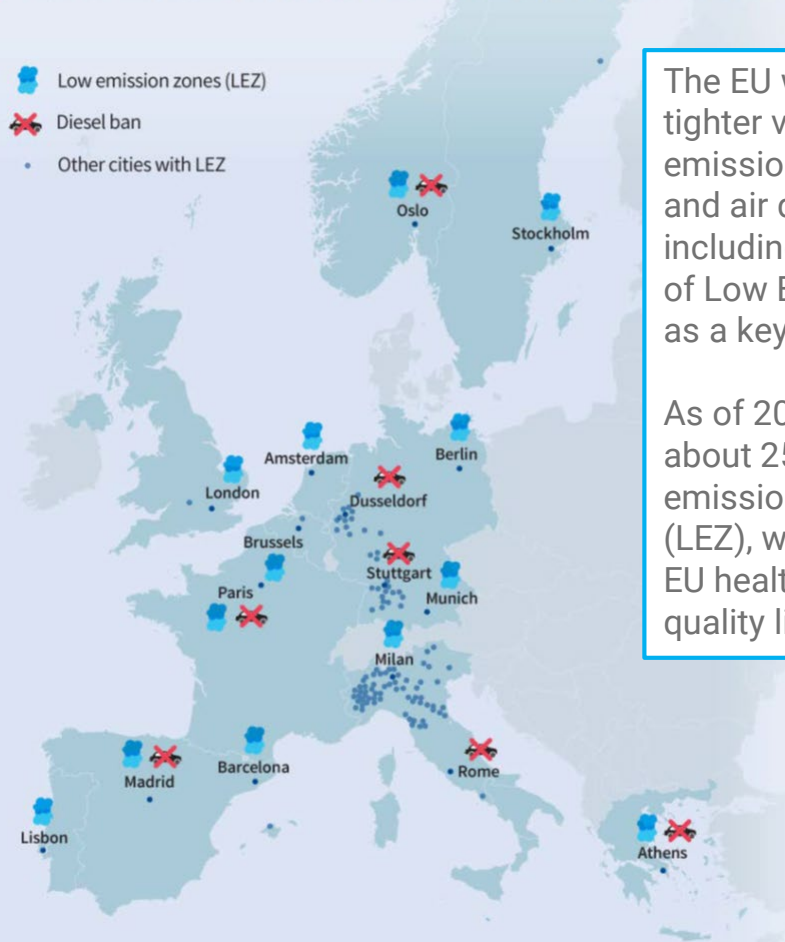 Low emission zones (LEZ)
Diesel ban
Other cities with LEZ
Oslo
Stockholm
Amsterdam
Berlin
London
Dusseldorf
Brussels
Stuttgart
Paris
Munich
Milan
Barcelona
Madrid
Rome
Lisbon
Athens
The EU
tighter
emission
and air
includin
of Low
as a key
As of 20
about 25
emission
(LEZ), w
EU healt
quality li